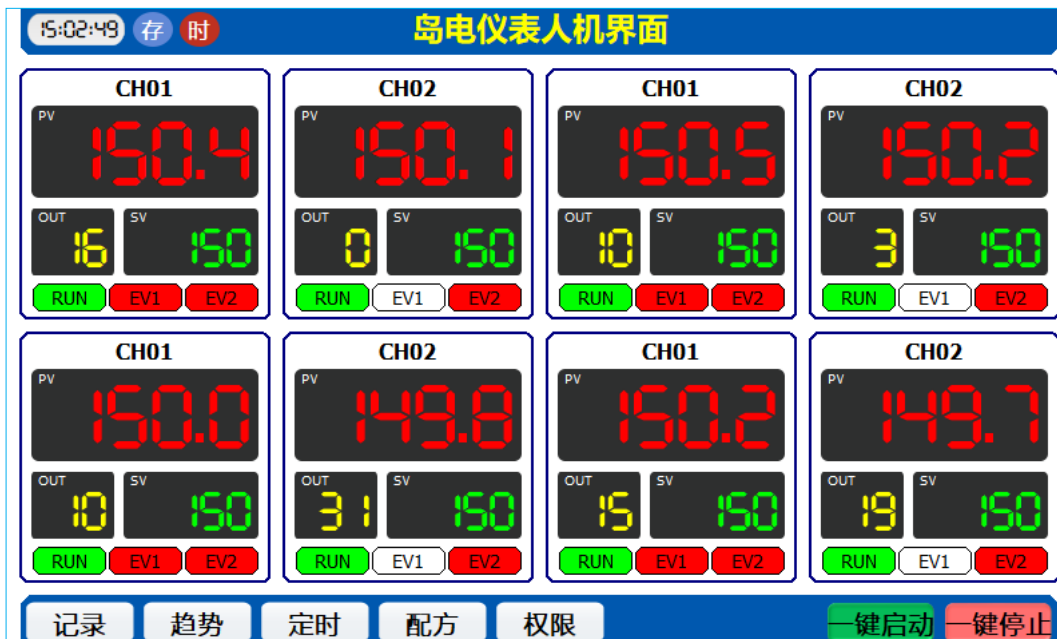 15:02:49 存 时 岛电仪表人机界面
CH01 CH02 CH01 CH02
PV 150.4 PV 150.1 PV 150.5 PV 150.2
OUT 16 SV 150 OUT 0 SV 150 OUT 10 SV 150 OUT 3 SV 150
RUN EV1 EV2 RUN EV1 EV2 RUN EV1 EV2 RUN EV1 EV2
CH01 CH02 CH01 CH02
PV 150.0 PV 149.8 PV 150.2 PV 149.7
OUT 10 SV 150 OUT 31 SV 150 OUT 15 SV 150 OUT 19 SV 150
RUN EV1 EV2 RUN EV1 EV2 RUN EV1 EV2 RUN EV1 EV2
记录 趋势 定时 配方 权限 一键启动 一键停止